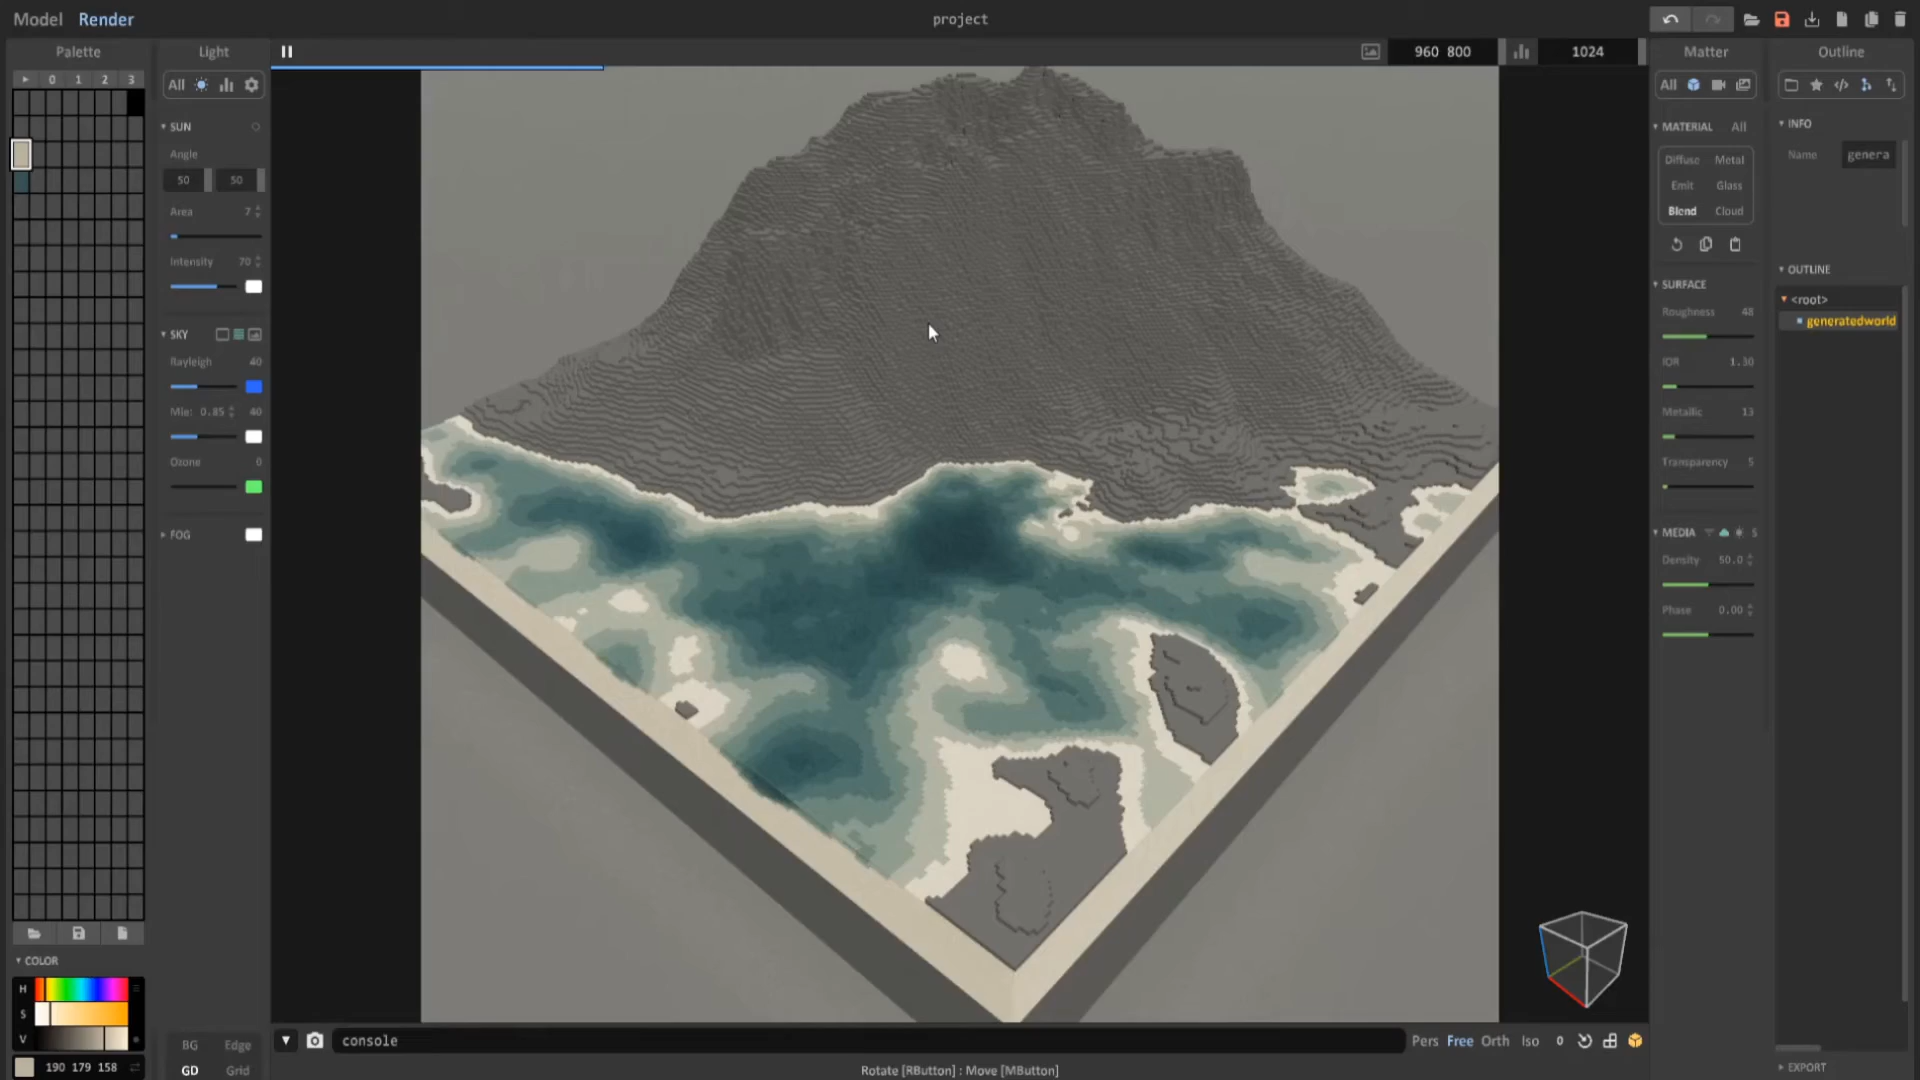 Model Render
project
Palette
Light
960 800
1024
Matter
Outline
0 1 2 3
All
All
SUN
Angle
50 50
Area 7
Intensity 70
SKY
Rayleigh 40
Mie: 0.85 40
Ozone 0
FOG
MATERIAL All
Diffuse Metal
Emit Glass
Blend Cloud
SURFACE
Roughness 48
IOR 1.30
Metallic 13
Transparency 5
MEDIA S
Density 50.0
Phase 0.00
INFO
Name genera
OUTLINE
<root>
generatedworld
COLOR
H
S
V
190 179 158
BG Edge
GD Grid
console
Pers Free Orth Iso 0
Rotate [RButton] : Move [MButton]
EXPORT